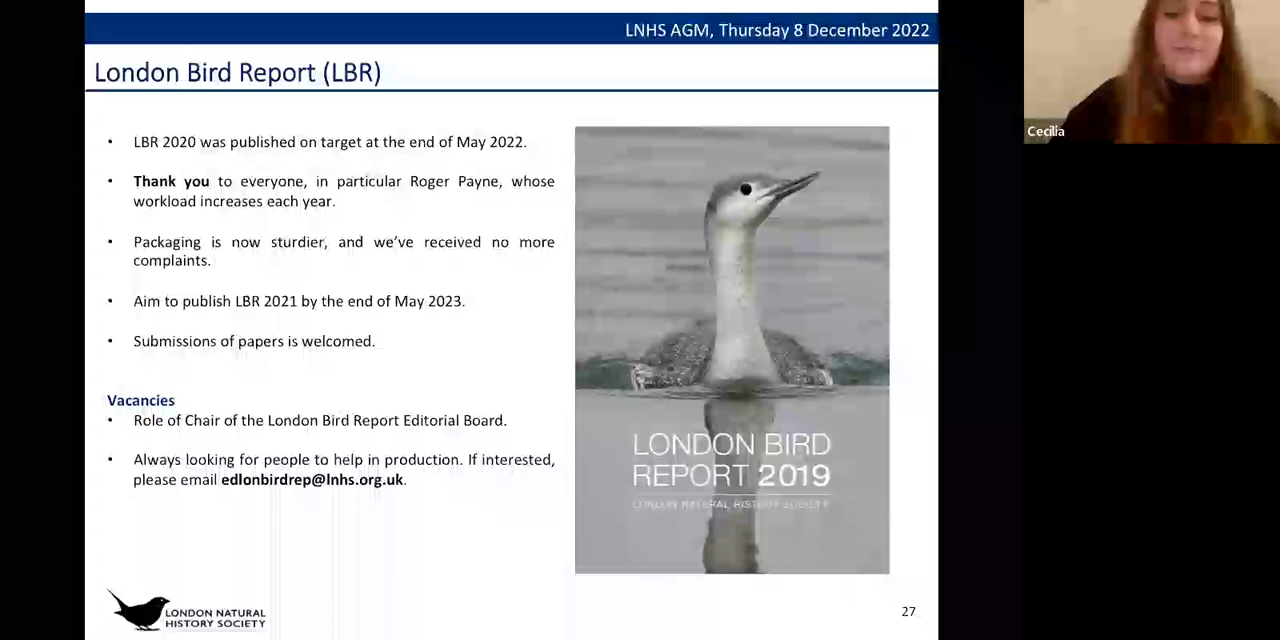 LNHS AGM, Thursday 8 December 2022
London Bird Report (LBR)
• LBR 2020 was published on target at the end of May 2022.
• Thank you to everyone, in particular Roger Payne, whose
workload increases each year.
• Packaging is now sturdier, and we've received no more
complaints.
• Aim to publish LBR 2021 by the end of May 2023.
• Submissions of papers is welcomed.
Vacancies
• Role of Chair of the London Bird Report Editorial Board.
• Always looking for people to help in production. If interested,
please email edlonbirdrep@lnhs.org.uk.
LONDON BIRD
REPORT 2019
LONDON NATURAL HISTORY SOCIETY
LONDON NATURAL
HISTORY SOCIETY
27
Cecilia